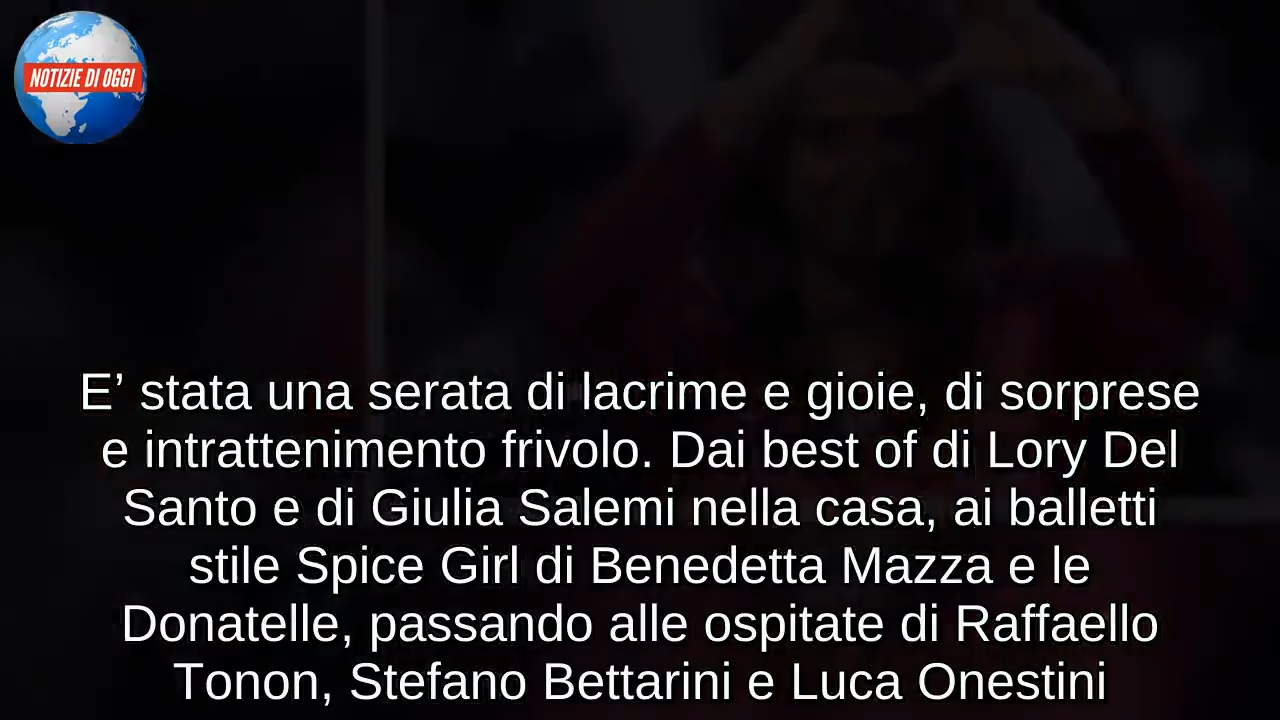 NOTIZIE DI OGGI
E’ stata una serata di lacrime e gioie, di sorprese
e intrattenimento frivolo. Dai best of di Lory Del
Santo e di Giulia Salemi nella casa, ai balletti
stile Spice Girl di Benedetta Mazza e le
Donatelle, passando alle ospitate di Raffaello
Tonon, Stefano Bettarini e Luca Onestini